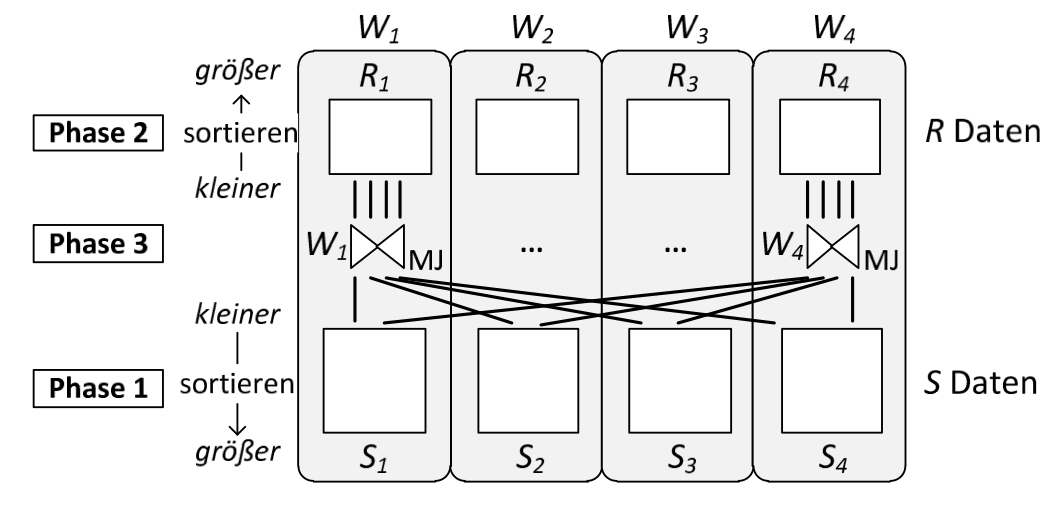 W1 W2 W3 W4
größer R1 R2 R3 R4
Phase 2 sortieren R Daten
kleiner
Phase 3 W1 MJ ... ... W4 MJ
kleiner
Phase 1 sortieren S Daten
größer S1 S2 S3 S4